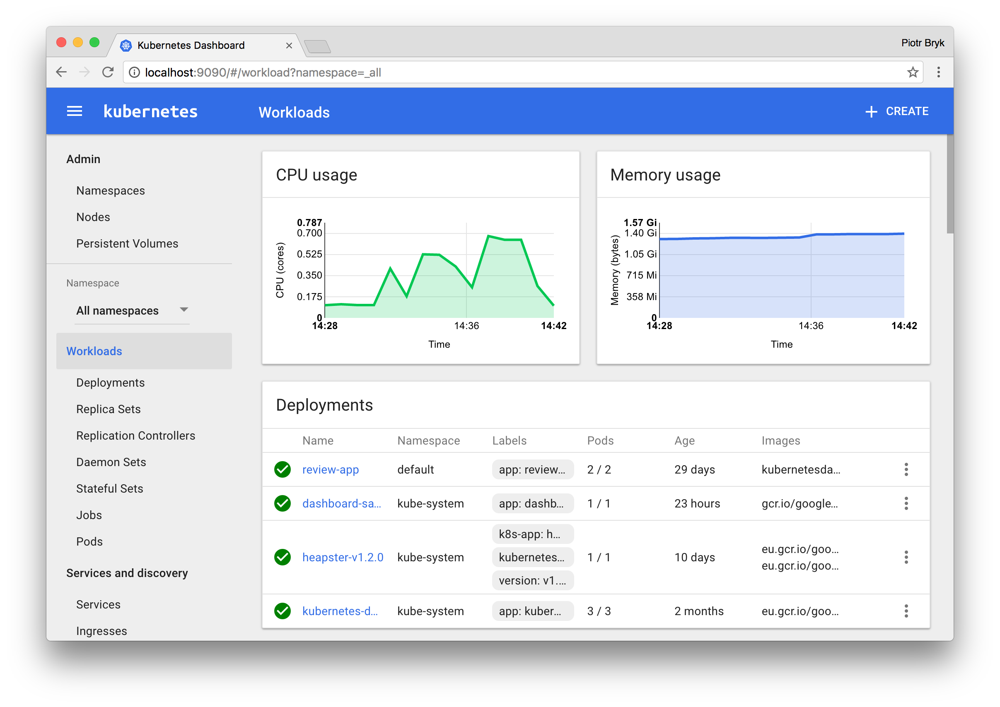 Kubernetes Dashboard
Piotr Bryk
localhost:9090/#/workload?namespace=_all
kubernetes
Workloads
CREATE
Admin
Namespaces
Nodes
Persistent Volumes
Namespace
All namespaces
Workloads
Deployments
Replica Sets
Replication Controllers
Daemon Sets
Stateful Sets
Jobs
Pods
Services and discovery
Services
Ingresses
CPU usage
CPU (cores)
0.787
0.700
0.525
0.350
0.175
0
14:28 14:36 14:42
Time
Memory usage
Memory (bytes)
1.57 Gi
1.40 Gi
1.05 Gi
715 Mi
358 Mi
0
14:28 14:36 14:42
Time
Deployments
Name Namespace Labels Pods Age Images
review-app default app: review... 2 / 2 29 days kubernetesda...
dashboard-sa... kube-system app: dashb... 1 / 1 23 hours gcr.io/google...
heapster-v1.2.0 kube-system k8s-app: h... 1 / 1 10 days eu.gcr.io/goo...
kubernetes... eu.gcr.io/goo...
version: v1....
kubernetes-d... kube-system app: kuber... 3 / 3 2 months eu.gcr.io/goo...